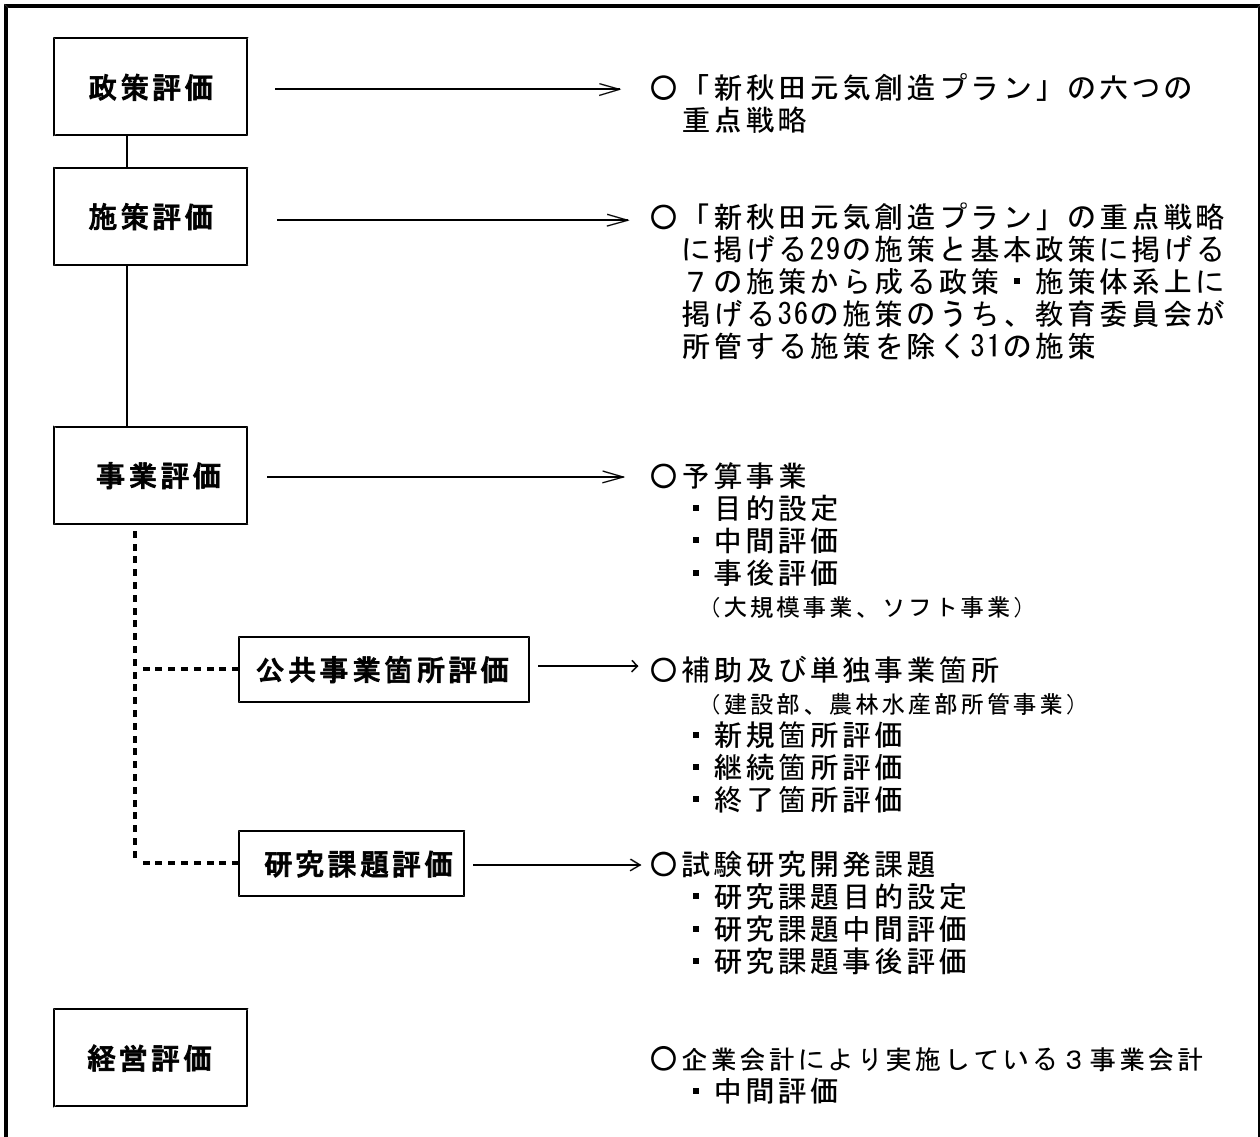 政策評価
○「新秋田元気創造プラン」の六つの
重点戦略
施策評価
○「新秋田元気創造プラン」の重点戦略
に掲げる29の施策と基本政策に掲げる
７の施策から成る政策・施策体系上に
掲げる36の施策のうち、教育委員会が
所管する施策を除く31の施策
事業評価
○予算事業
・目的設定
・中間評価
・事後評価
（大規模事業、ソフト事業）
公共事業箇所評価
○補助及び単独事業箇所
（建設部、農林水産部所管事業）
・新規箇所評価
・継続箇所評価
・終了箇所評価
研究課題評価
○試験研究開発課題
・研究課題目的設定
・研究課題中間評価
・研究課題事後評価
経営評価
○企業会計により実施している３事業会計
・中間評価